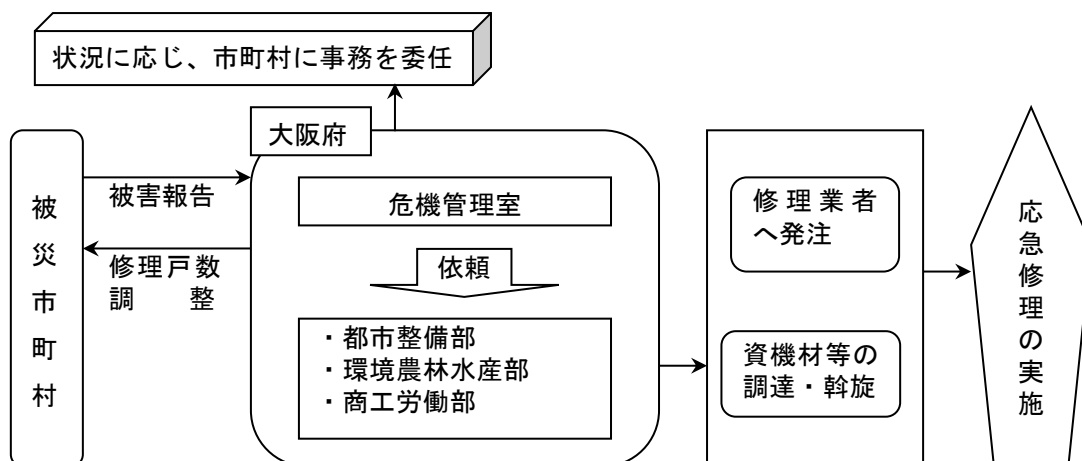 状況に応じ、市町村に事務を委任
大阪府
被災市町村
被害報告
修理戸数
調　　整
危機管理室
依頼
・都市整備部
・環境農林水産部
・商工労働部
修理業者
へ発注
資機材等の
調達・斡旋
応急修理の実施